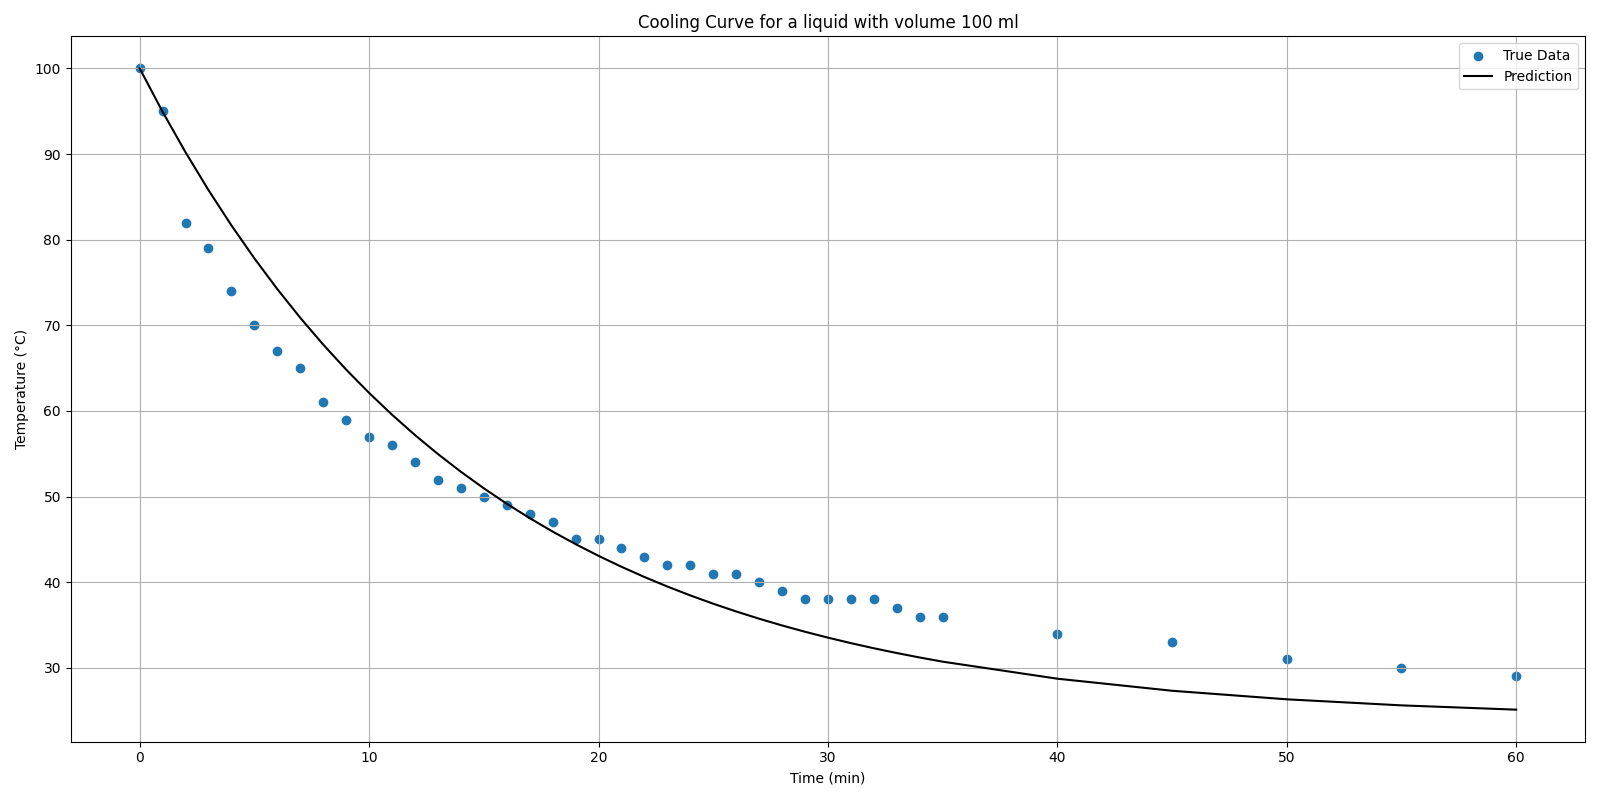 Cooling Curve for a liquid with volume 100 ml
True Data
Prediction
Temperature (°C)
100
90
80
70
60
50
40
30
0 10 20 30 40 50 60
Time (min)